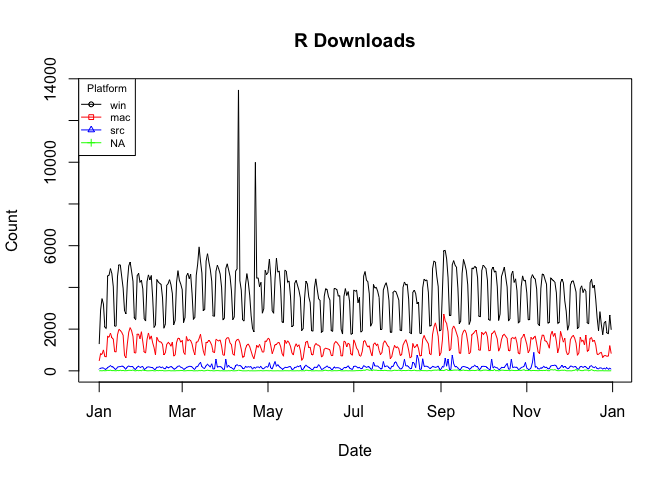 R Downloads
Count
14000
10000
6000
2000
0
Platform
win
mac
src
NA
Jan Mar May Jul Sep Nov Jan
Date